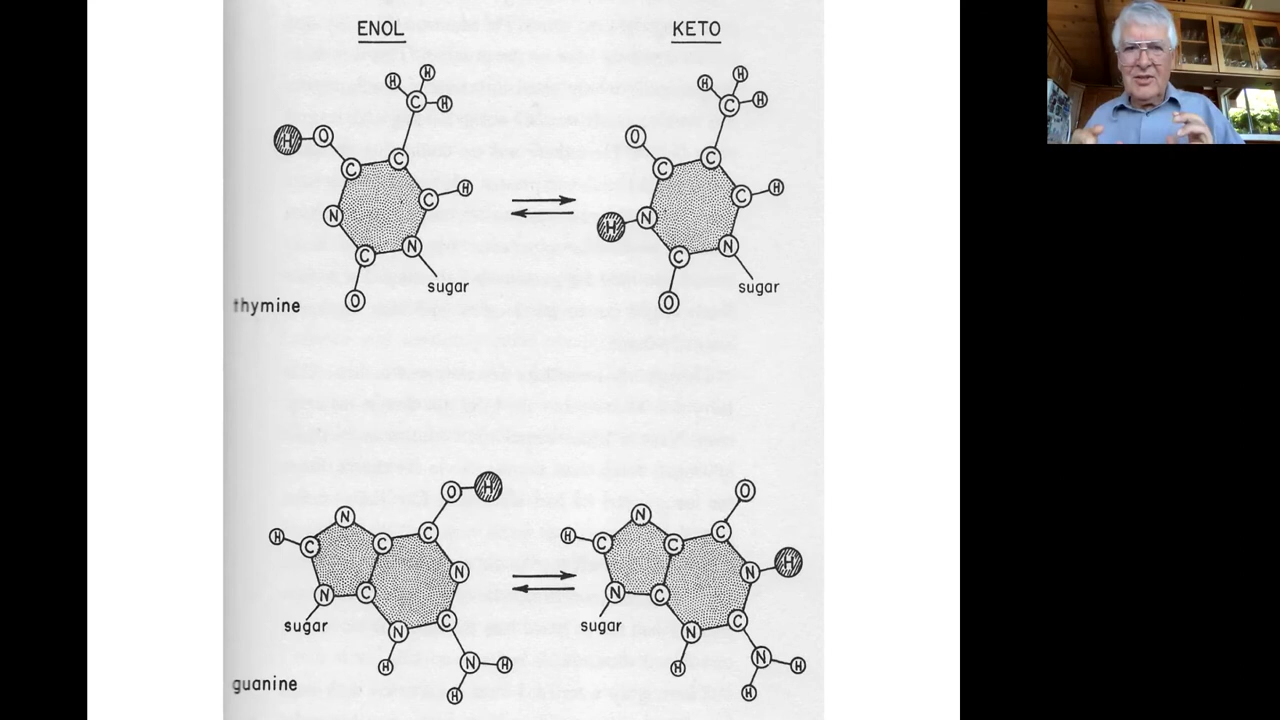 ENOL
KETO
H H H C H O C C C H N N C O sugar
thymine
H H H C H O C C C H H N N C O sugar
O H N C H C C N N C C N sugar H N H H
guanine
O N C H C C N H N C C N sugar H N H H